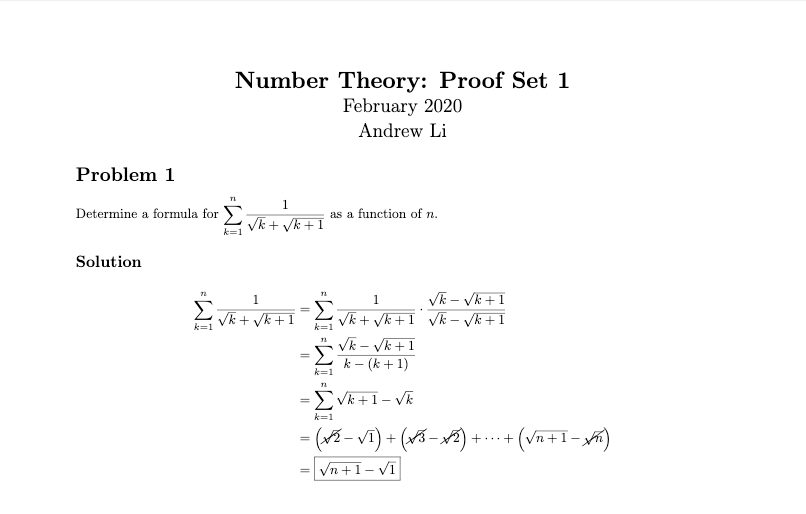 Number Theory: Proof Set 1
February 2020
Andrew Li
Problem 1
Determine a formula for $\sum_{k=1}^{n} \frac{1}{\sqrt{k}+\sqrt{k+1}}$ as a function of $n$.
Solution
$\sum_{k=1}^{n} \frac{1}{\sqrt{k}+\sqrt{k+1}} = \sum_{k=1}^{n} \frac{1}{\sqrt{k}+\sqrt{k+1}} \cdot \frac{\sqrt{k}-\sqrt{k+1}}{\sqrt{k}-\sqrt{k+1}}$
$= \sum_{k=1}^{n} \frac{\sqrt{k}-\sqrt{k+1}}{k-(k+1)}$
$= \sum_{k=1}^{n} \sqrt{k+1}-\sqrt{k}$
$= \left(\cancel{\sqrt{2}}-\sqrt{1}\right)+\left(\cancel{\sqrt{3}}-\cancel{\sqrt{2}}\right)+\cdots+\left(\sqrt{n+1}-\cancel{\sqrt{n}}\right)$
$= \boxed{\sqrt{n+1}-\sqrt{1}}$